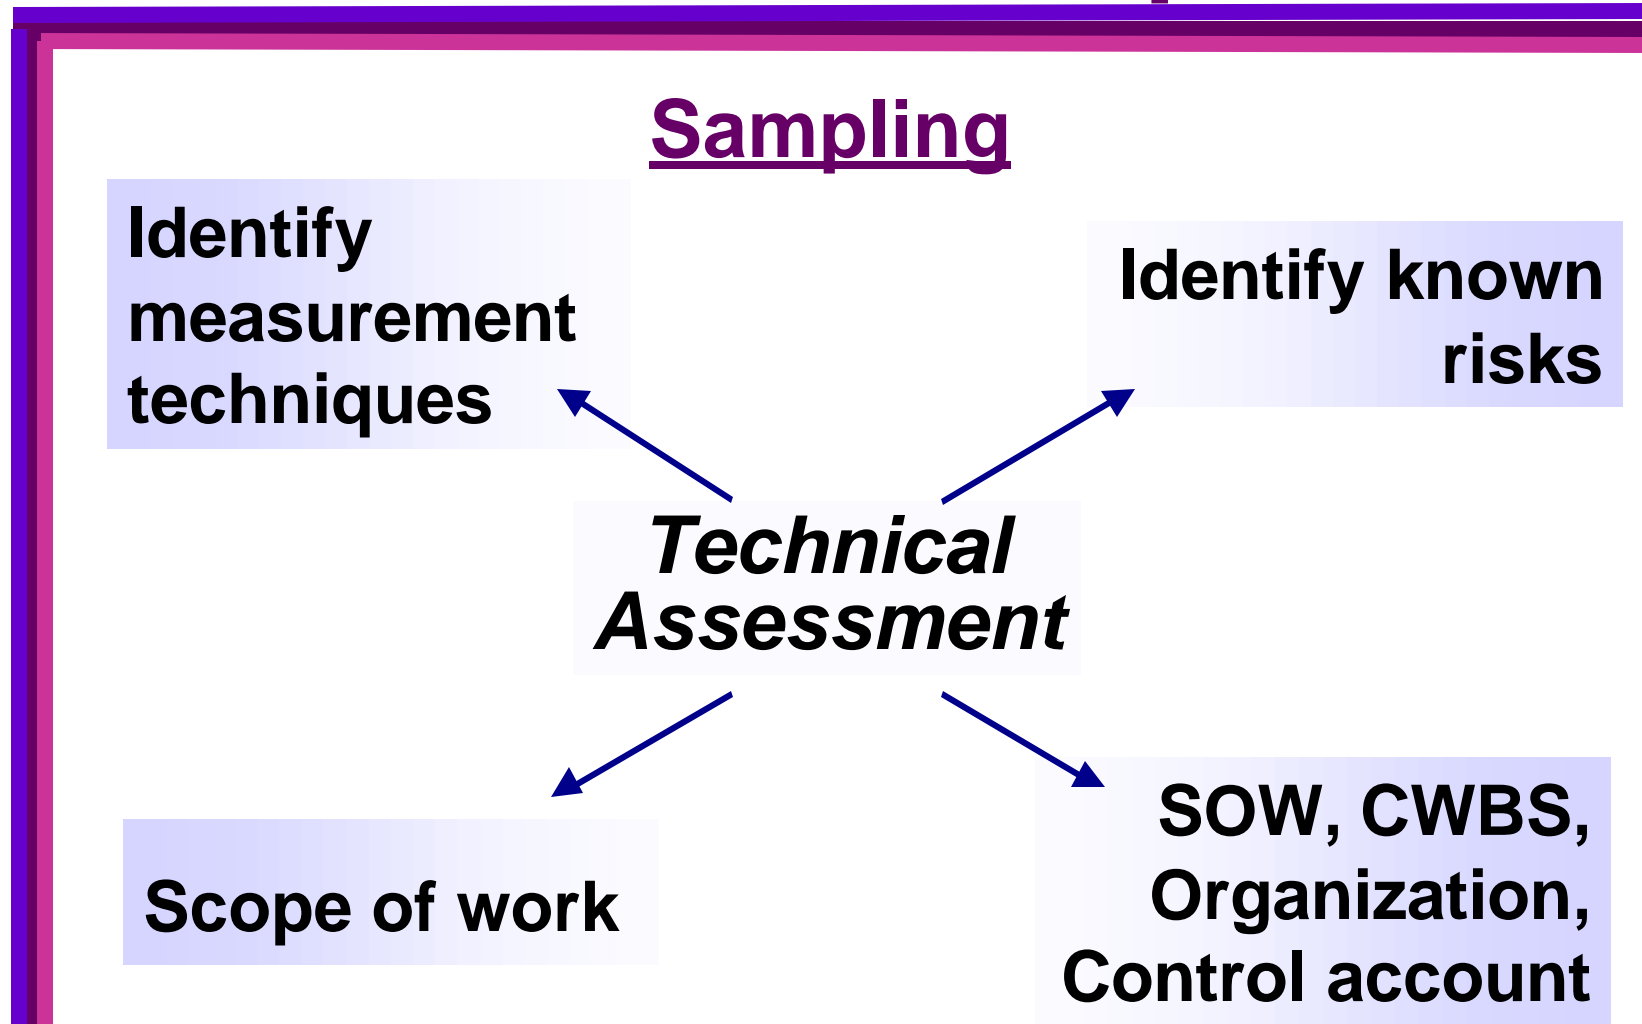 Sampling
Identify
measurement
techniques
Identify known
risks
Technical
Assessment
Scope of work
SOW, CWBS,
Organization,
Control account